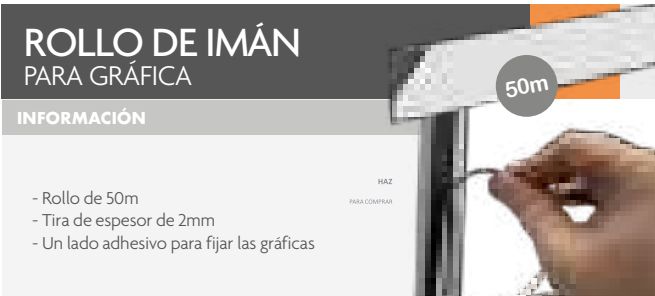 ROLLO DE IMÁN
PARA GRÁFICA
50m
INFORMACIÓN
HAZ
PARA COMPRAR
- Rollo de 50m
- Tira de espesor de 2mm
- Un lado adhesivo para fijar las gráficas